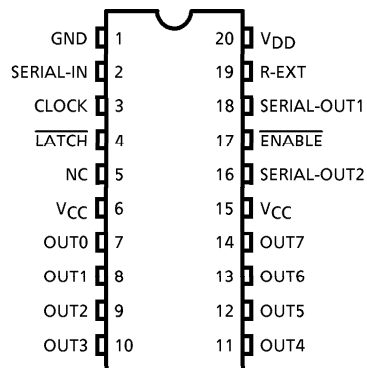 GND 1 20 VDD
SERIAL-IN 2 19 R-EXT
CLOCK 3 18 SERIAL-OUT1
LATCH 4 17 ENABLE
NC 5 16 SERIAL-OUT2
VCC 6 15 VCC
OUT0 7 14 OUT7
OUT1 8 13 OUT6
OUT2 9 12 OUT5
OUT3 10 11 OUT4